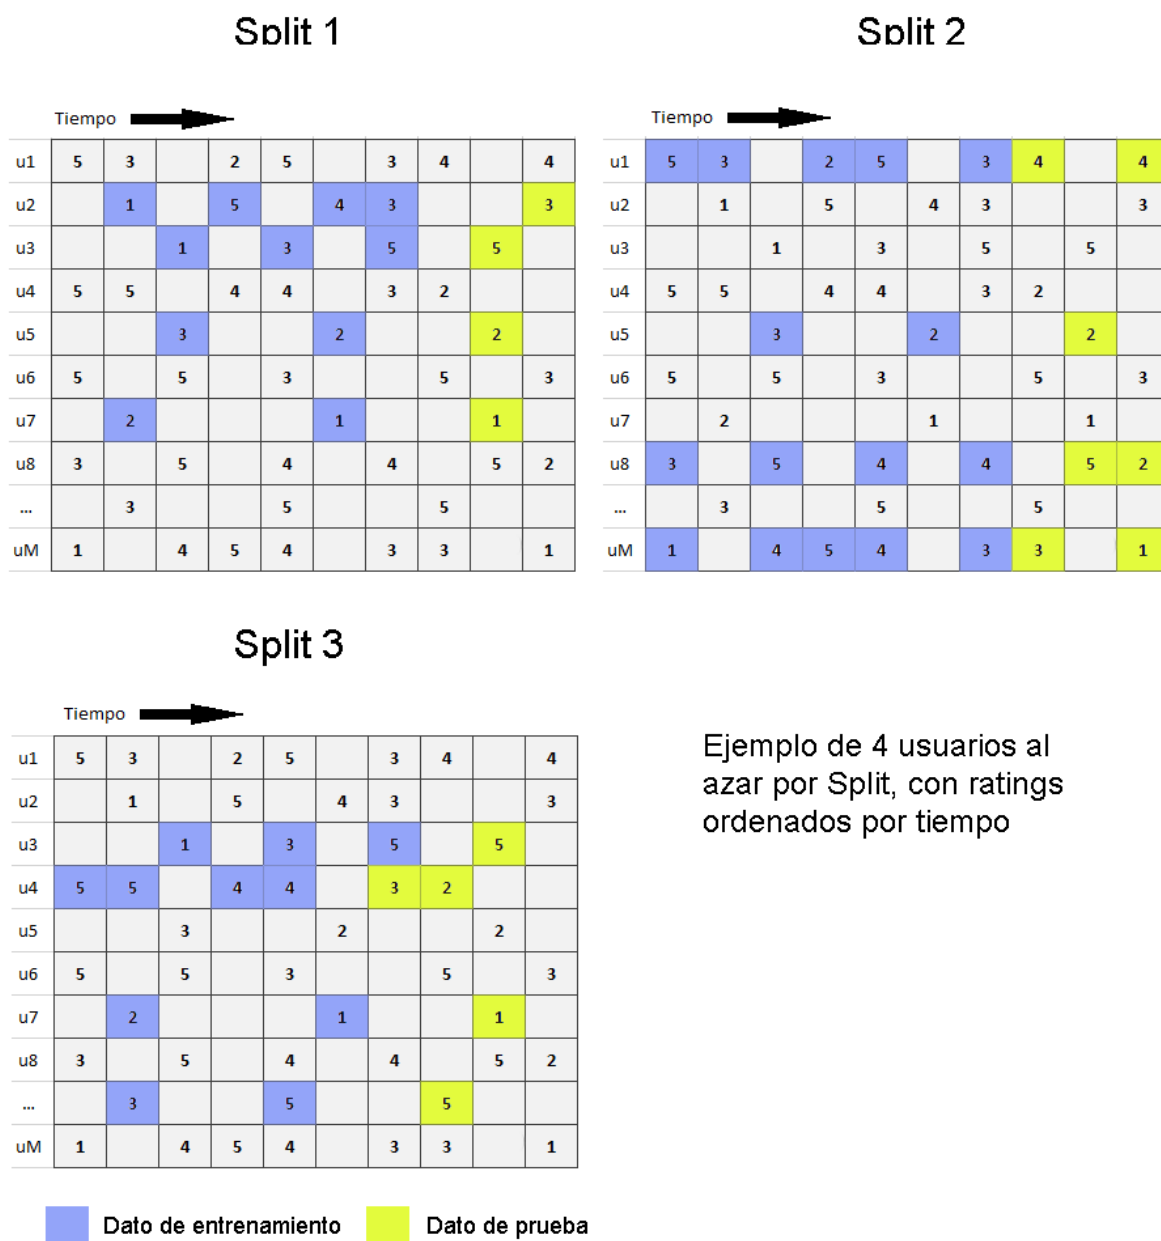 Split 1
Tiempo
u1 5 3 2 5 3 4 4
u2 1 5 4 3 3
u3 1 3 5 5
u4 5 5 4 4 3 2
u5 3 2 2
u6 5 5 3 5 3
u7 2 1 1
u8 3 5 4 4 5 2
... 3 5 5
uM 1 4 5 4 3 3 1
Split 2
Tiempo
u1 5 3 2 5 3 4 4
u2 1 5 4 3 3
u3 1 3 5 5
u4 5 5 4 4 3 2
u5 3 2 2
u6 5 5 3 5 3
u7 2 1 1
u8 3 5 4 4 5 2
... 3 5 5
uM 1 4 5 4 3 3 1
Split 3
Tiempo
u1 5 3 2 5 3 4 4
u2 1 5 4 3 3
u3 1 3 5 5
u4 5 5 4 4 3 2
u5 3 2 2
u6 5 5 3 5 3
u7 2 1 1
u8 3 5 4 4 5 2
... 3 5 5
uM 1 4 5 4 3 3 1
Ejemplo de 4 usuarios al
azar por Split, con ratings
ordenados por tiempo
Dato de entrenamiento
Dato de prueba